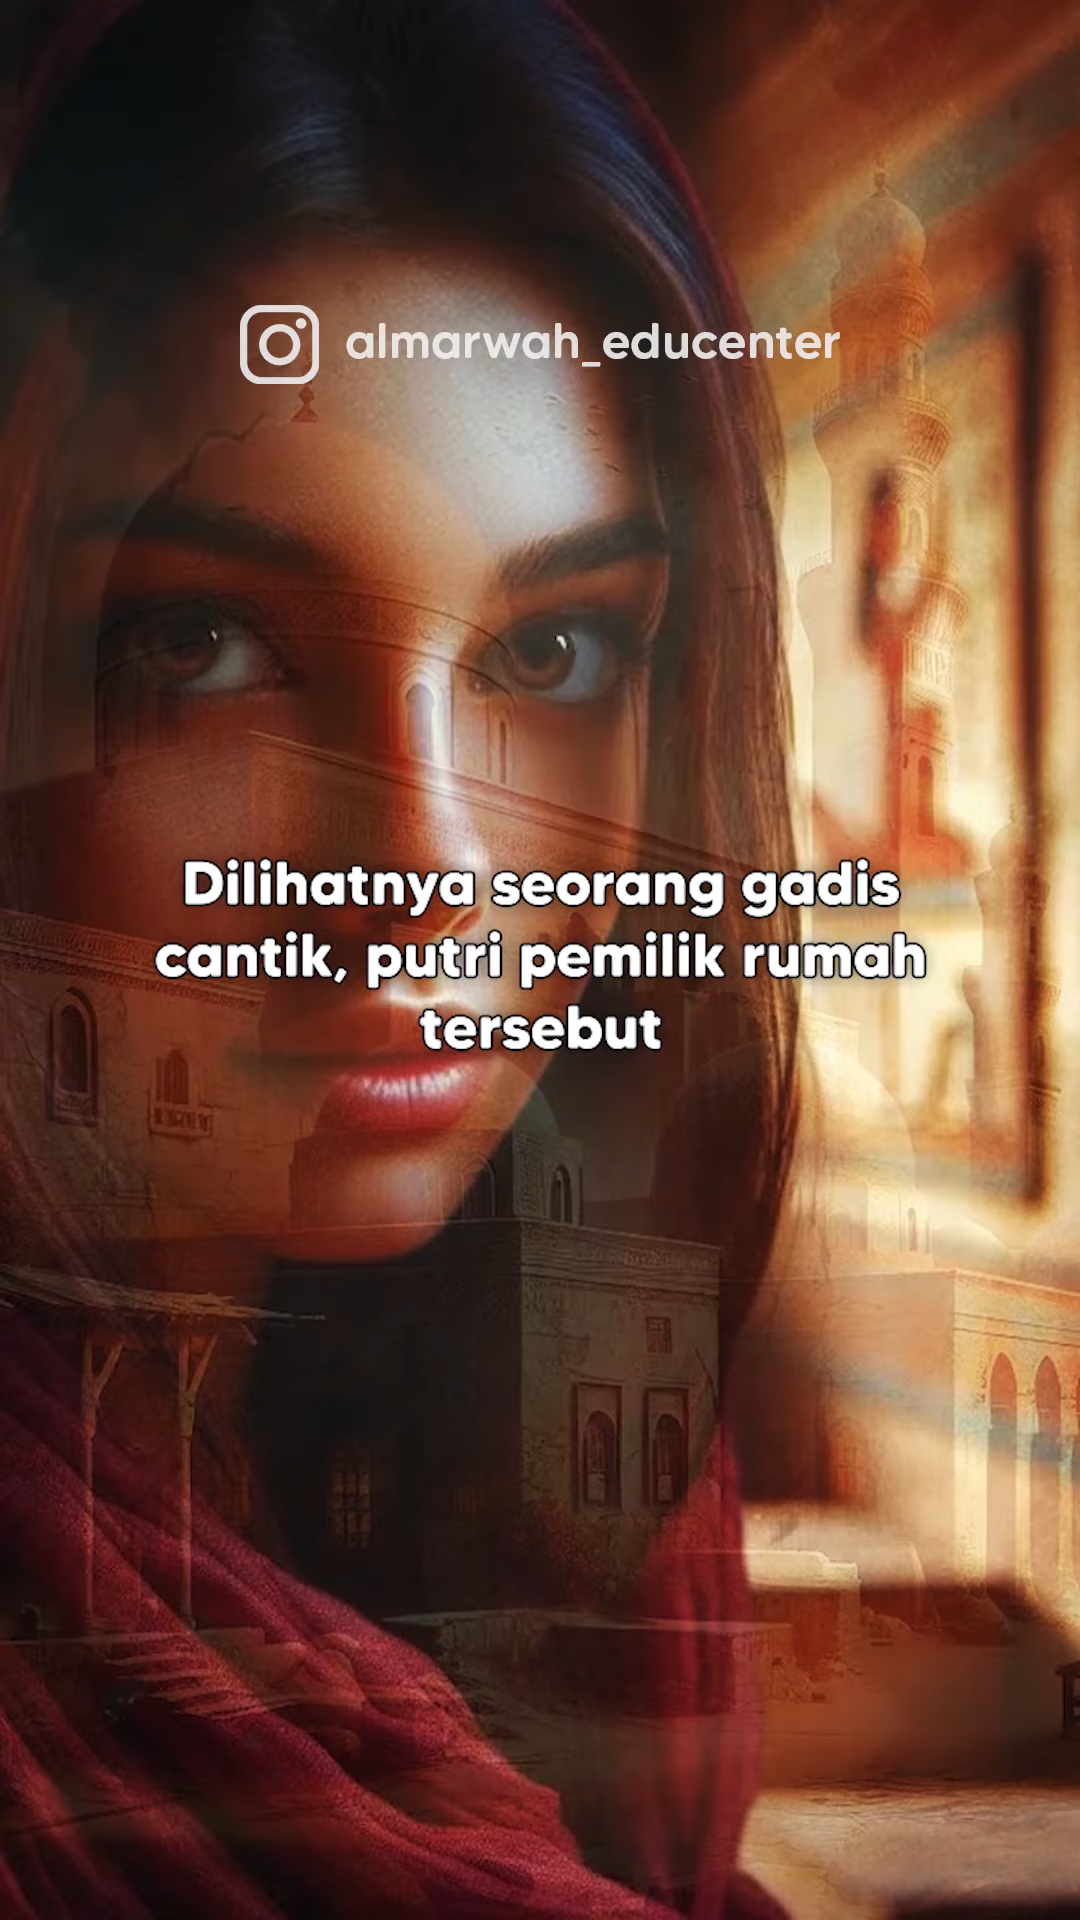 almarwah_educenter
Dilihatnya seorang gadis
cantik, putri pemilik rumah
tersebut